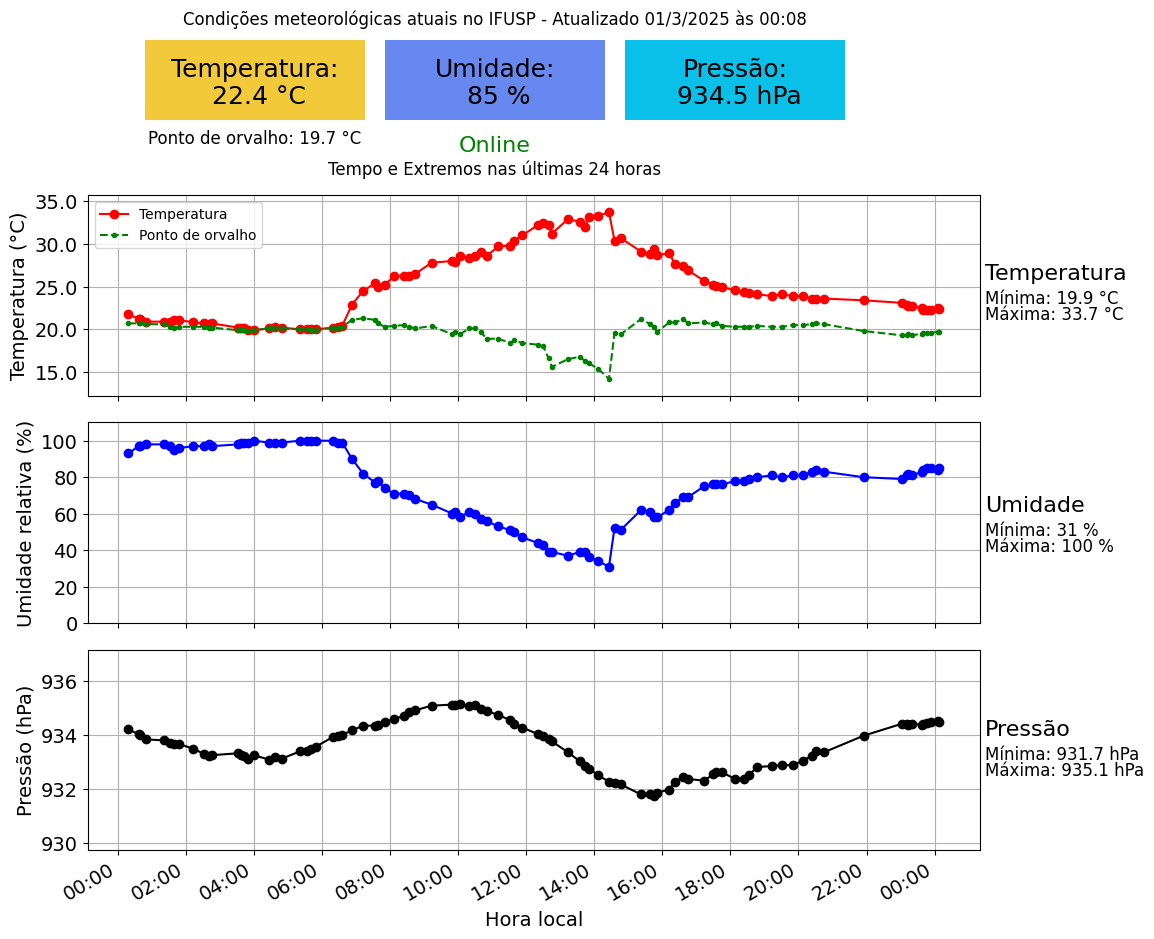 Condições meteorológicas atuais no IFUSP - Atualizado 01/3/2025 às 00:08
Temperatura:
22.4 °C
Umidade:
85 %
Pressão:
934.5 hPa
Ponto de orvalho: 19.7 °C
Online
Tempo e Extremos nas últimas 24 horas
Temperatura (°C)
35.0
30.0
25.0
20.0
15.0
Temperatura
Ponto de orvalho
Temperatura
Mínima: 19.9 °C
Máxima: 33.7 °C
Umidade relativa (%)
100
80
60
40
20
0
Umidade
Mínima: 31 %
Máxima: 100 %
Pressão (hPa)
936
934
932
930
Pressão
Mínima: 931.7 hPa
Máxima: 935.1 hPa
00:00
02:00
04:00
06:00
08:00
10:00
12:00
14:00
16:00
18:00
20:00
22:00
00:00
Hora local